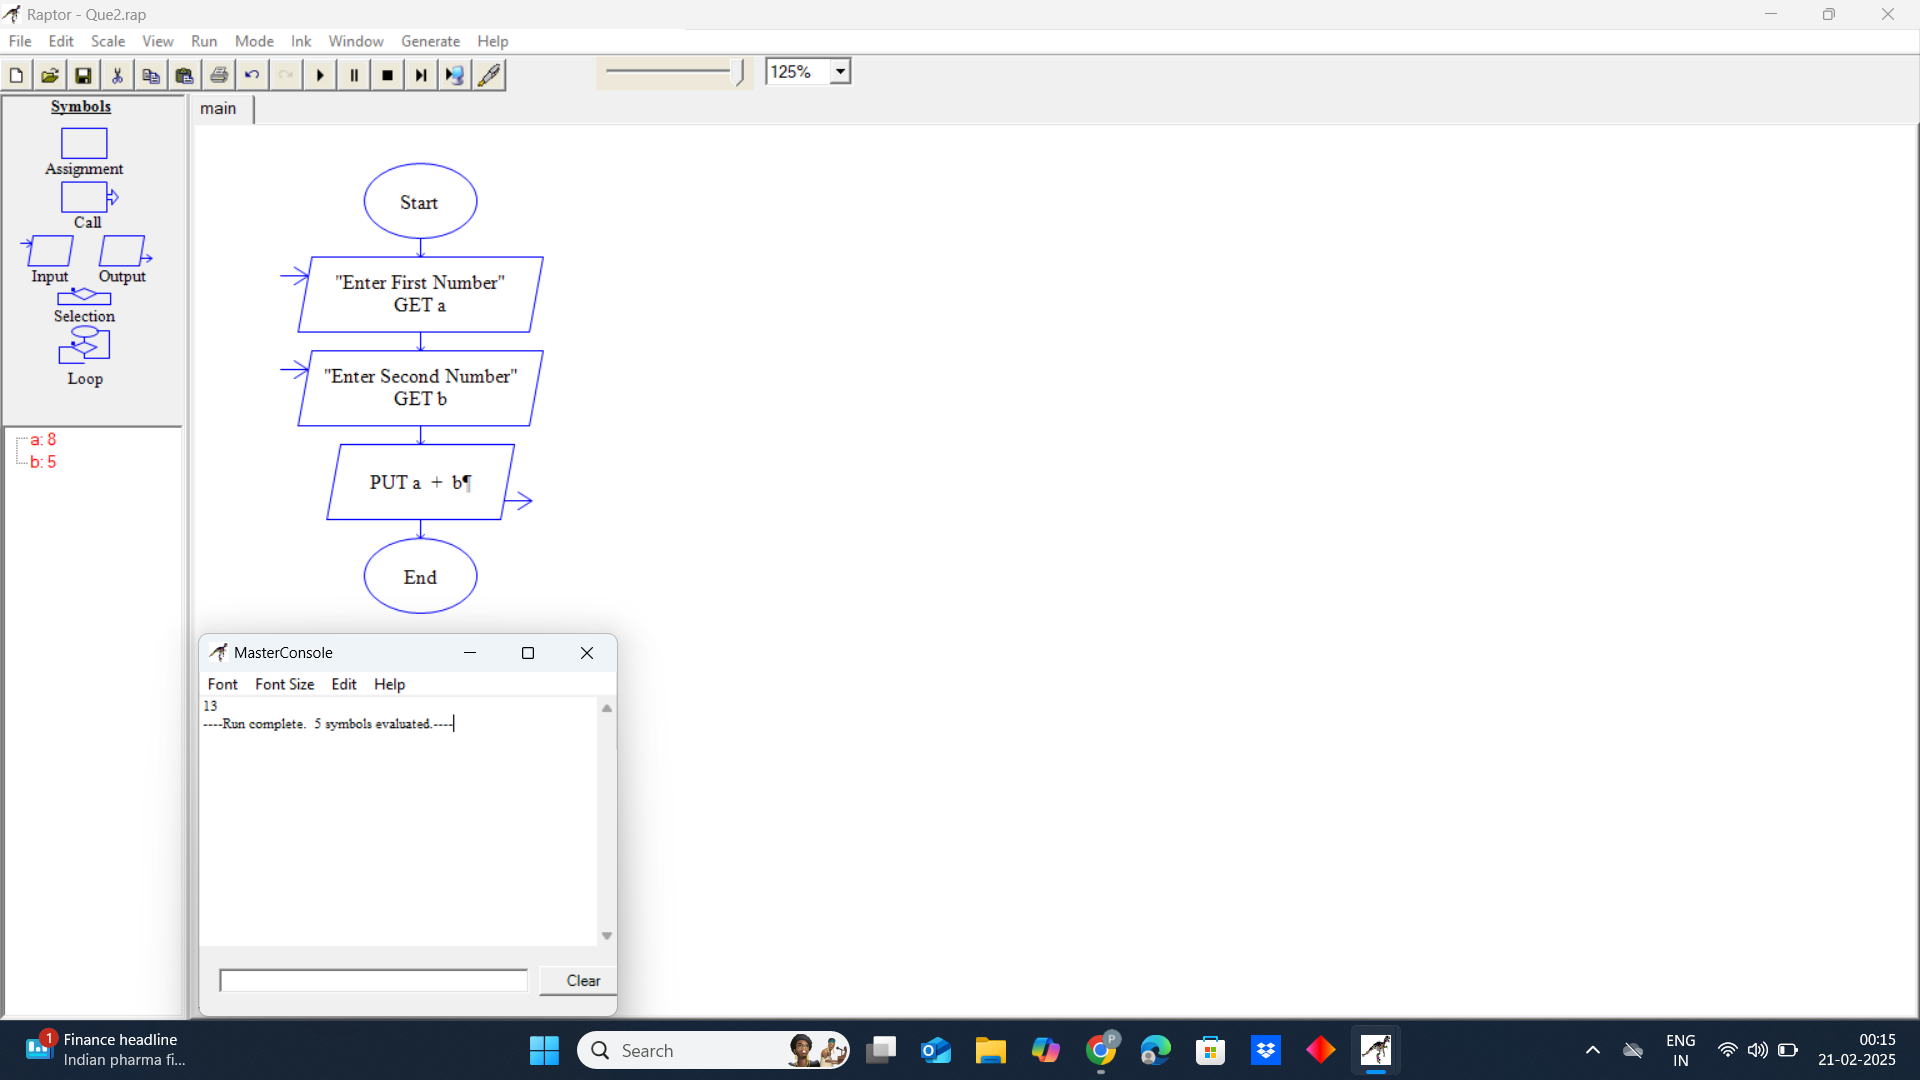 Raptor - Que2.rap
File Edit Scale View Run Mode Ink Window Generate Help
125%
Symbols
Assignment
Call
Input Output
Selection
Loop
a: 8
b: 5
main
Start
"Enter First Number"
GET a
"Enter Second Number"
GET b
PUT a + b¶
End
MasterConsole
Font Font Size Edit Help
13
----Run complete. 5 symbols evaluated.----
Clear
1
Finance headline
Indian pharma fi...
Search
P
ENG
IN
00:15
21-02-2025